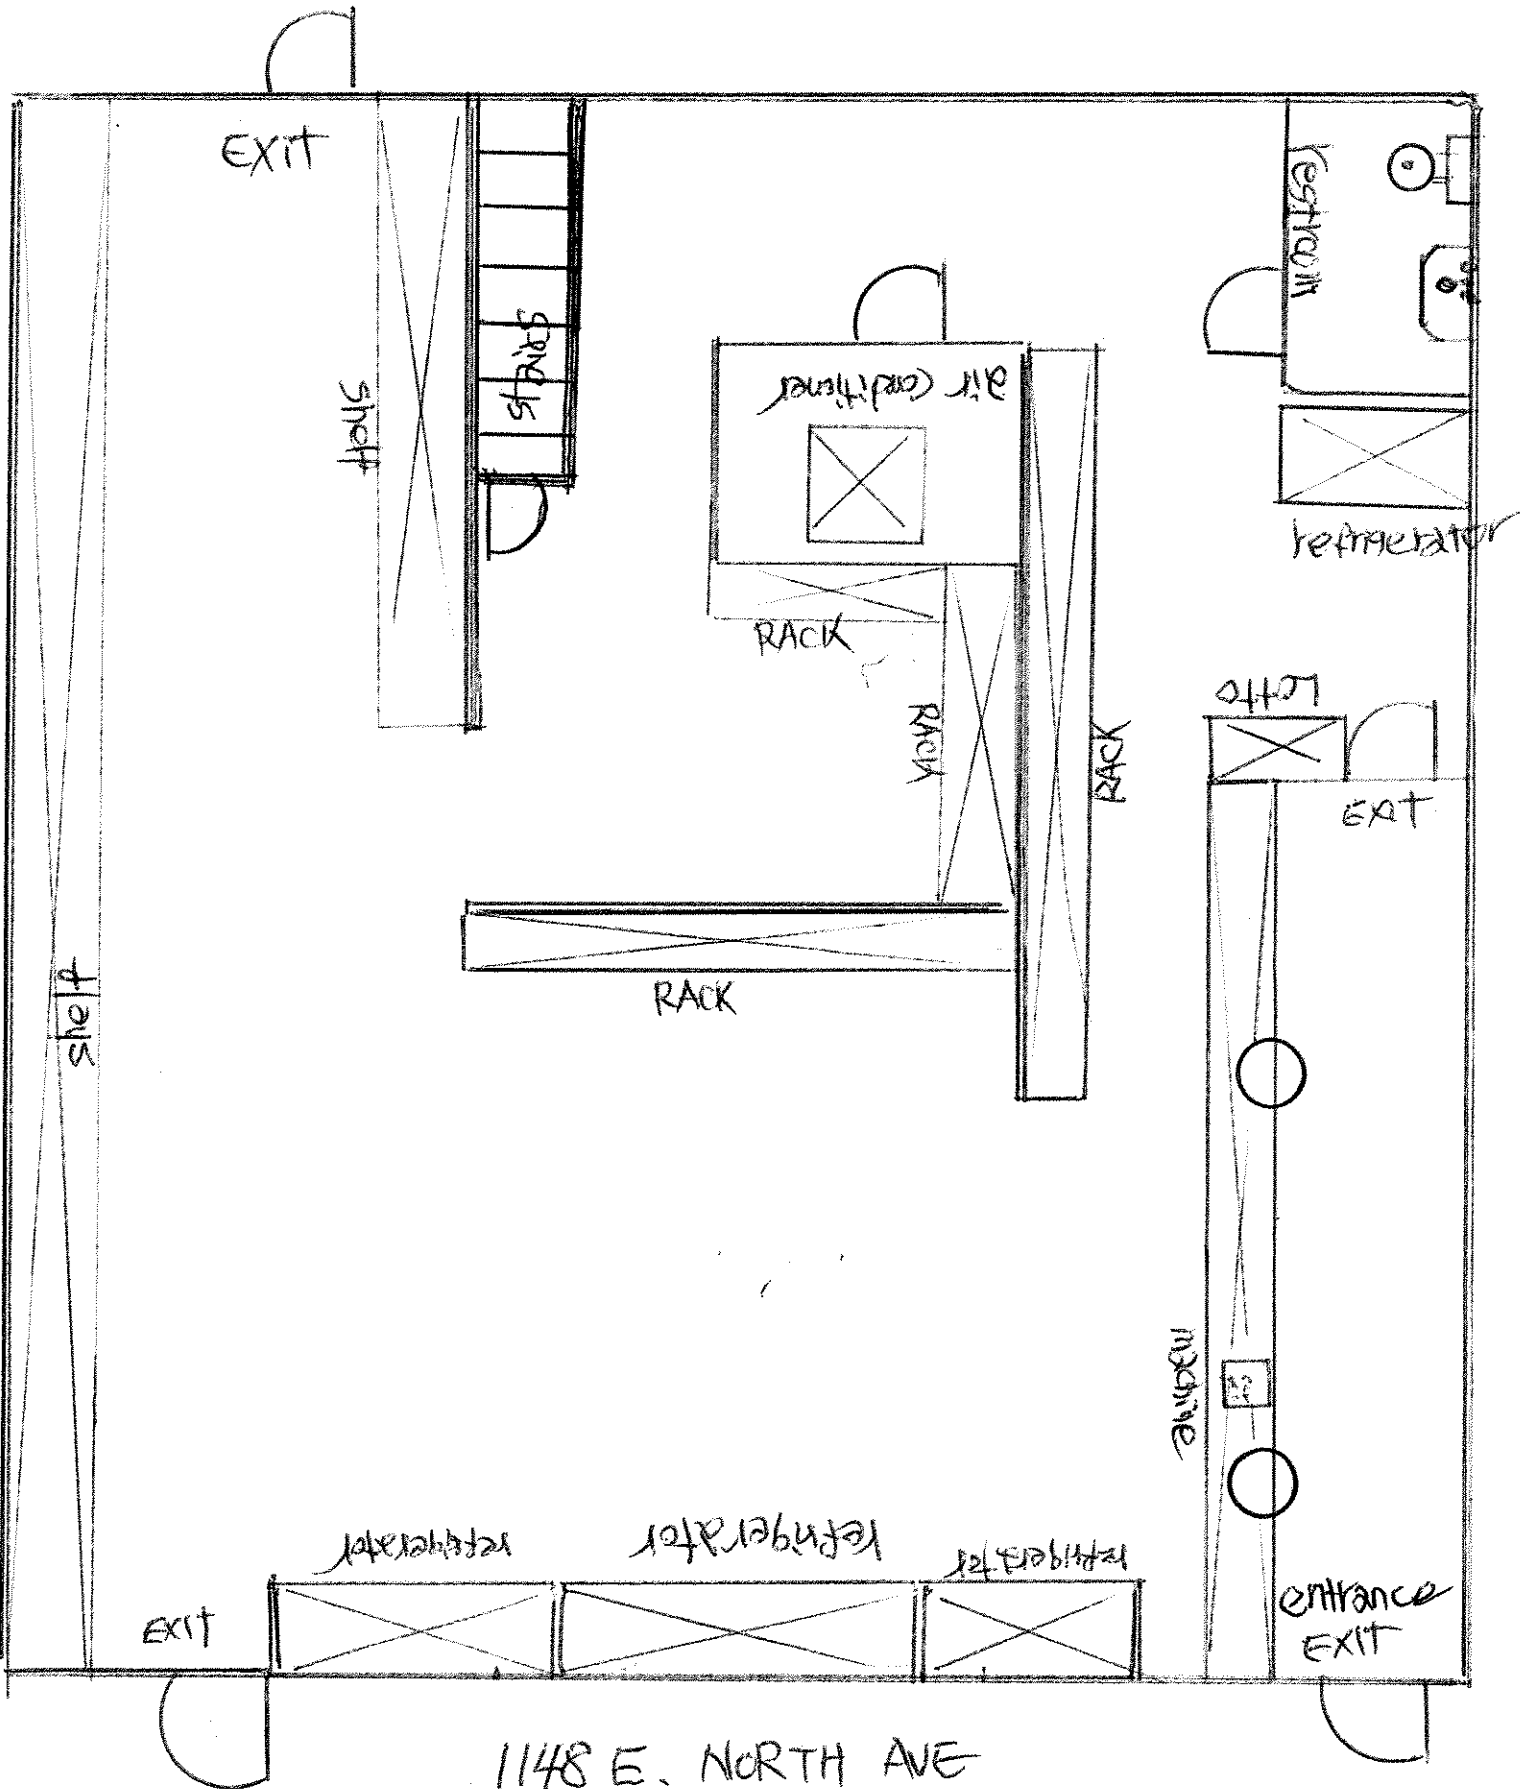 EXIT
restroom
stairs
air conditioner
shelf
refrigerator
RACK
Lotto
RACK
RACK
EXIT
RACK
shelf
machine
refrigerator
refrigerator
refrigerator
entrance
EXIT
EXIT
1148 E. NORTH AVE